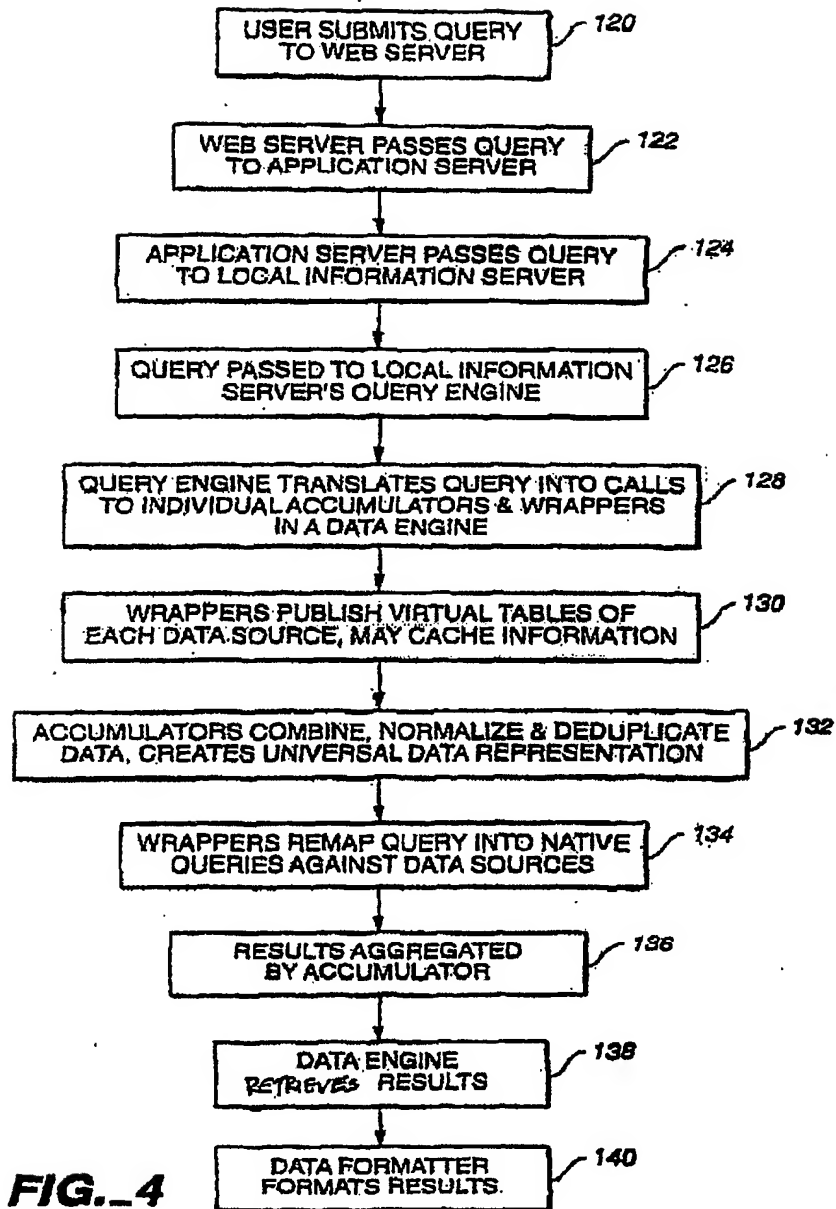 USER SUBMITS QUERY
TO WEB SERVER
120
WEB SERVER PASSES QUERY
TO APPLICATION SERVER
122
APPLICATION SERVER PASSES QUERY
TO LOCAL INFORMATION SERVER
124
QUERY PASSED TO LOCAL INFORMATION
SERVER'S QUERY ENGINE
126
QUERY ENGINE TRANSLATES QUERY INTO CALLS
TO INDIVIDUAL ACCUMULATORS & WRAPPERS
IN A DATA ENGINE
128
WRAPPERS PUBLISH VIRTUAL TABLES OF
EACH DATA SOURCE, MAY CACHE INFORMATION
130
ACCUMULATORS COMBINE, NORMALIZE & DEDUPLICATE
DATA, CREATES UNIVERSAL DATA REPRESENTATION
132
WRAPPERS REMAP QUERY INTO NATIVE
QUERIES AGAINST DATA SOURCES
134
RESULTS AGGREGATED
BY ACCUMULATOR
136
DATA ENGINE
RETRIEVES RESULTS
138
DATA FORMATTER
FORMATS RESULTS.
140
FIG._4